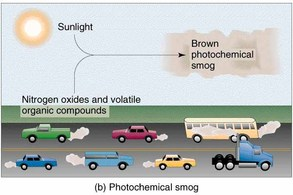 Sunlight
Brown
photochemical
smog
Nitrogen oxides and volatile
organic compounds
(b) Photochemical smog